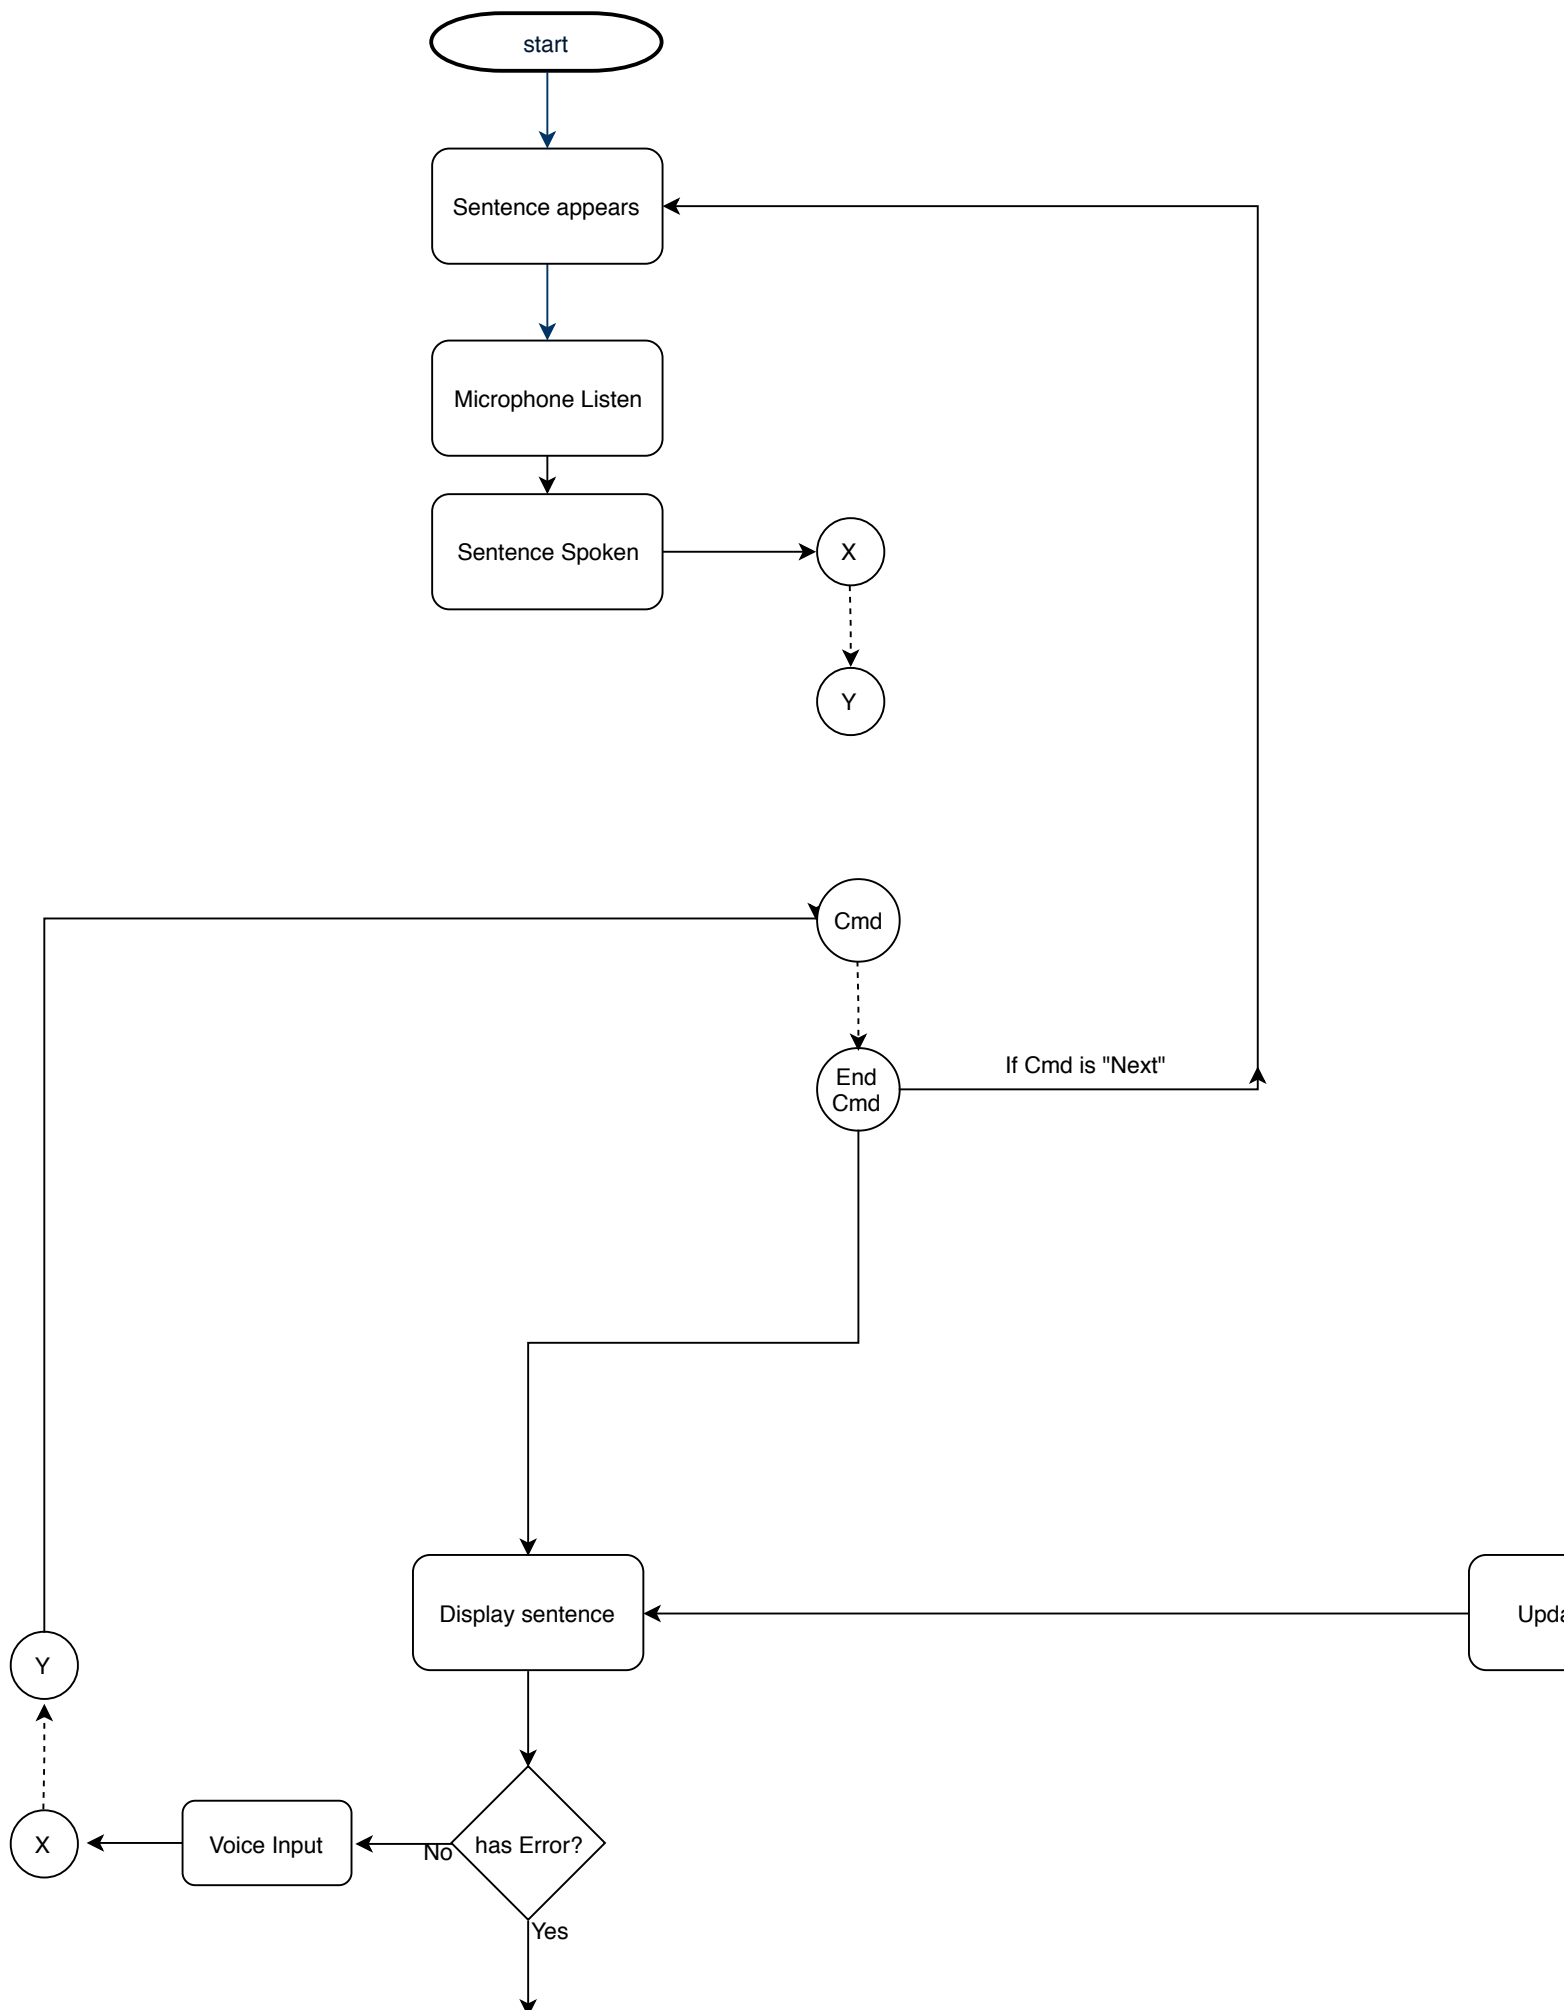 start
Sentence appears
Microphone Listen
Sentence Spoken
X
Y
Cmd
End
Cmd
If Cmd is "Next"
Display sentence
Y
X
Voice Input
No
has Error?
Yes